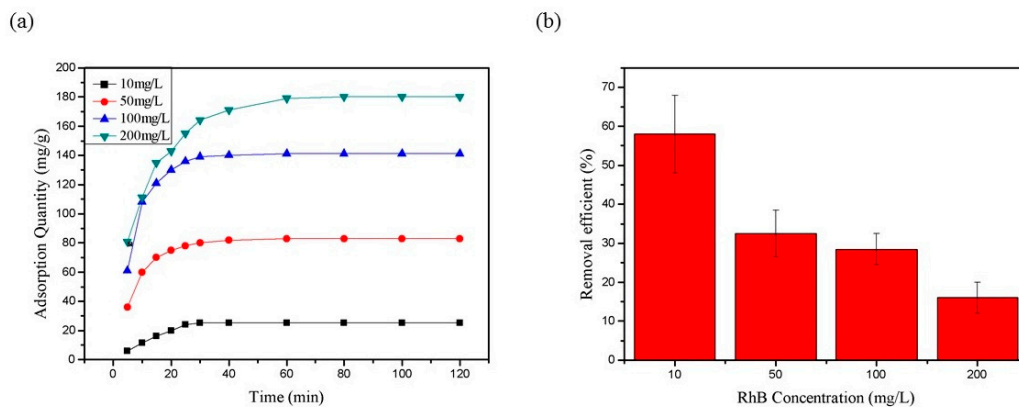 (a)
(b)
10mg/L
50mg/L
100mg/L
200mg/L
Adsorption Quantity (mg/g)
200
180
160
140
120
100
80
60
40
20
0
0 20 40 60 80 100 120
Time (min)
Removal efficient (%)
70
60
50
40
30
20
10
0
10 50 100 200
RhB Concentration (mg/L)